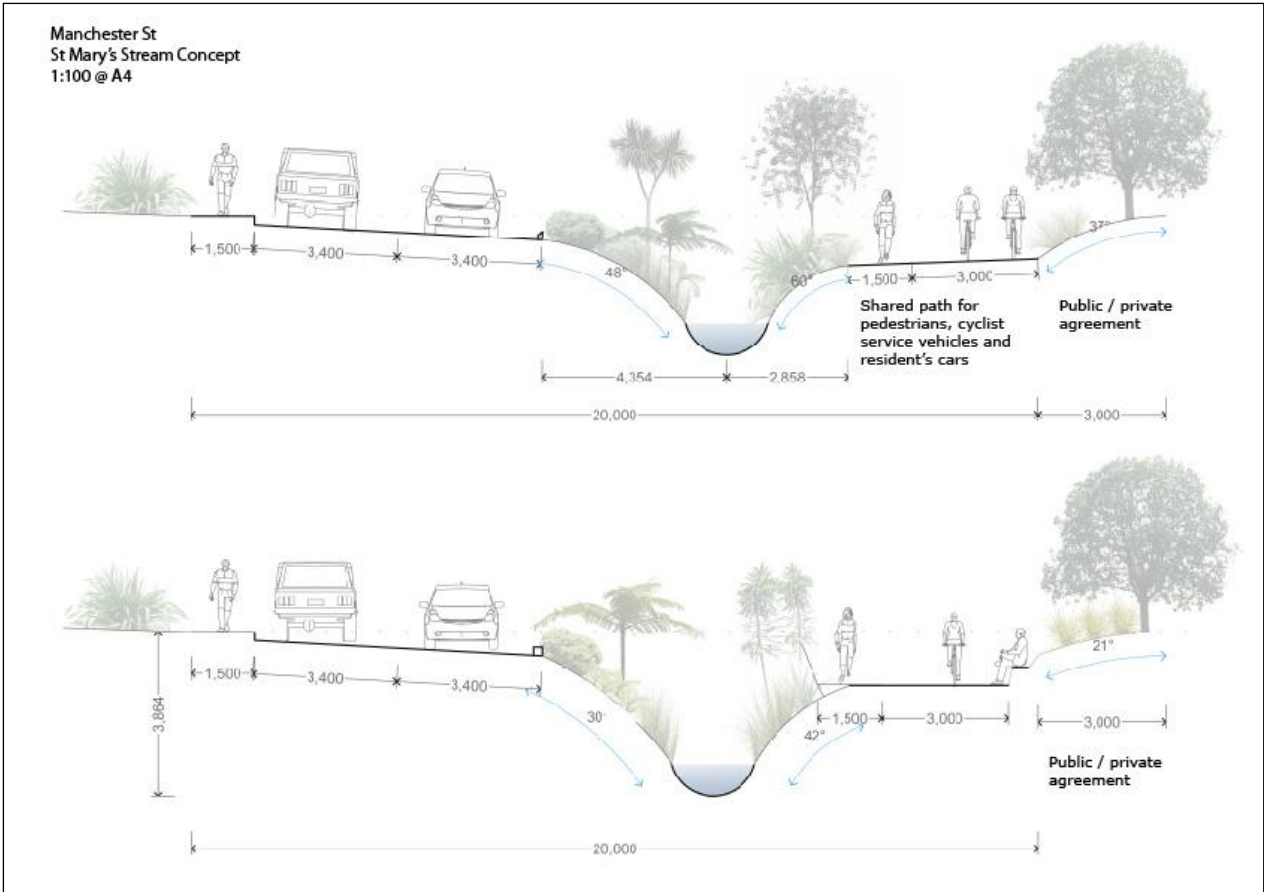 Manchester St
St Mary's Stream Concept
1:100 @ A4
1,500
3,400
3,400
48°
60°
1,500
3,000
37°
Shared path for
pedestrians, cyclist
service vehicles and
resident's cars
Public / private
agreement
4,354
2,858
20,000
3,000
1,500
3,400
3,400
3,864
30°
42°
1,500
3,000
21°
3,000
Public / private
agreement
20,000